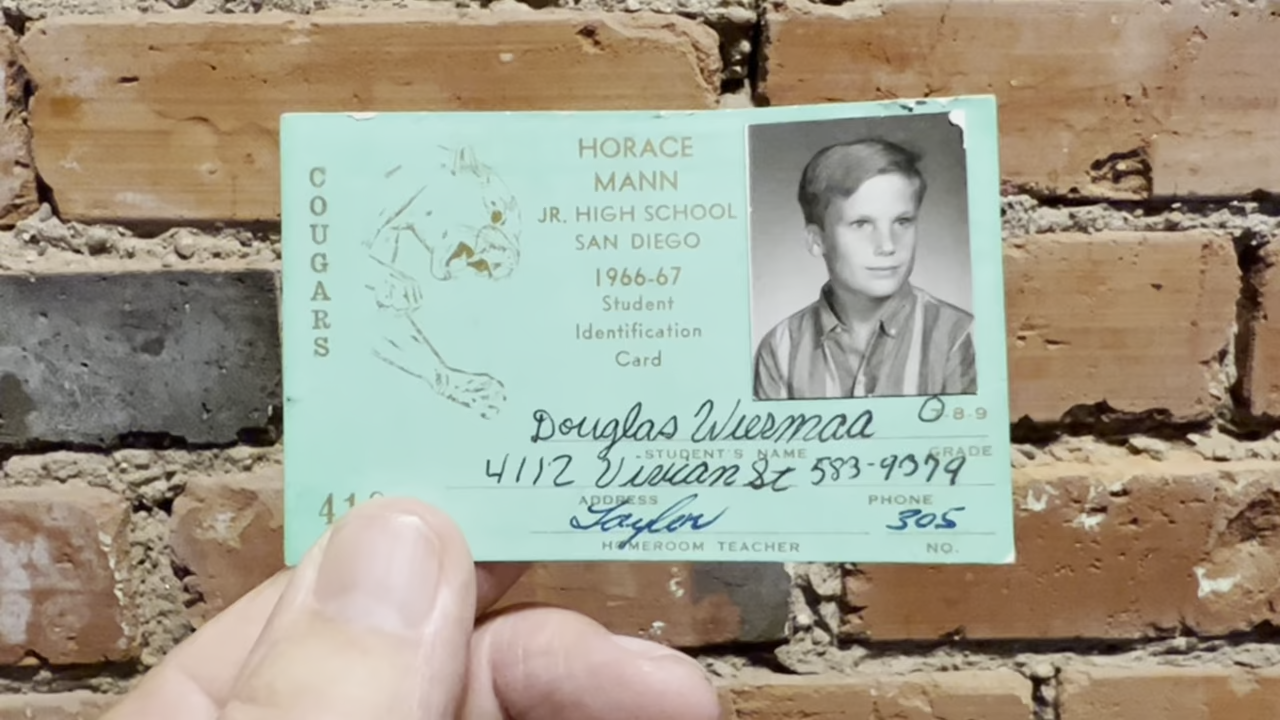 COUGARS
HORACE
MANN
JR. HIGH SCHOOL
SAN DIEGO
1966-67
Student
Identification
Card
Douglas Wiermaa -8-9
STUDENT'S NAME GRADE
4112 Vivian St 583-9379
ADDRESS PHONE
Taylor 305
HOMEROOM TEACHER NO.